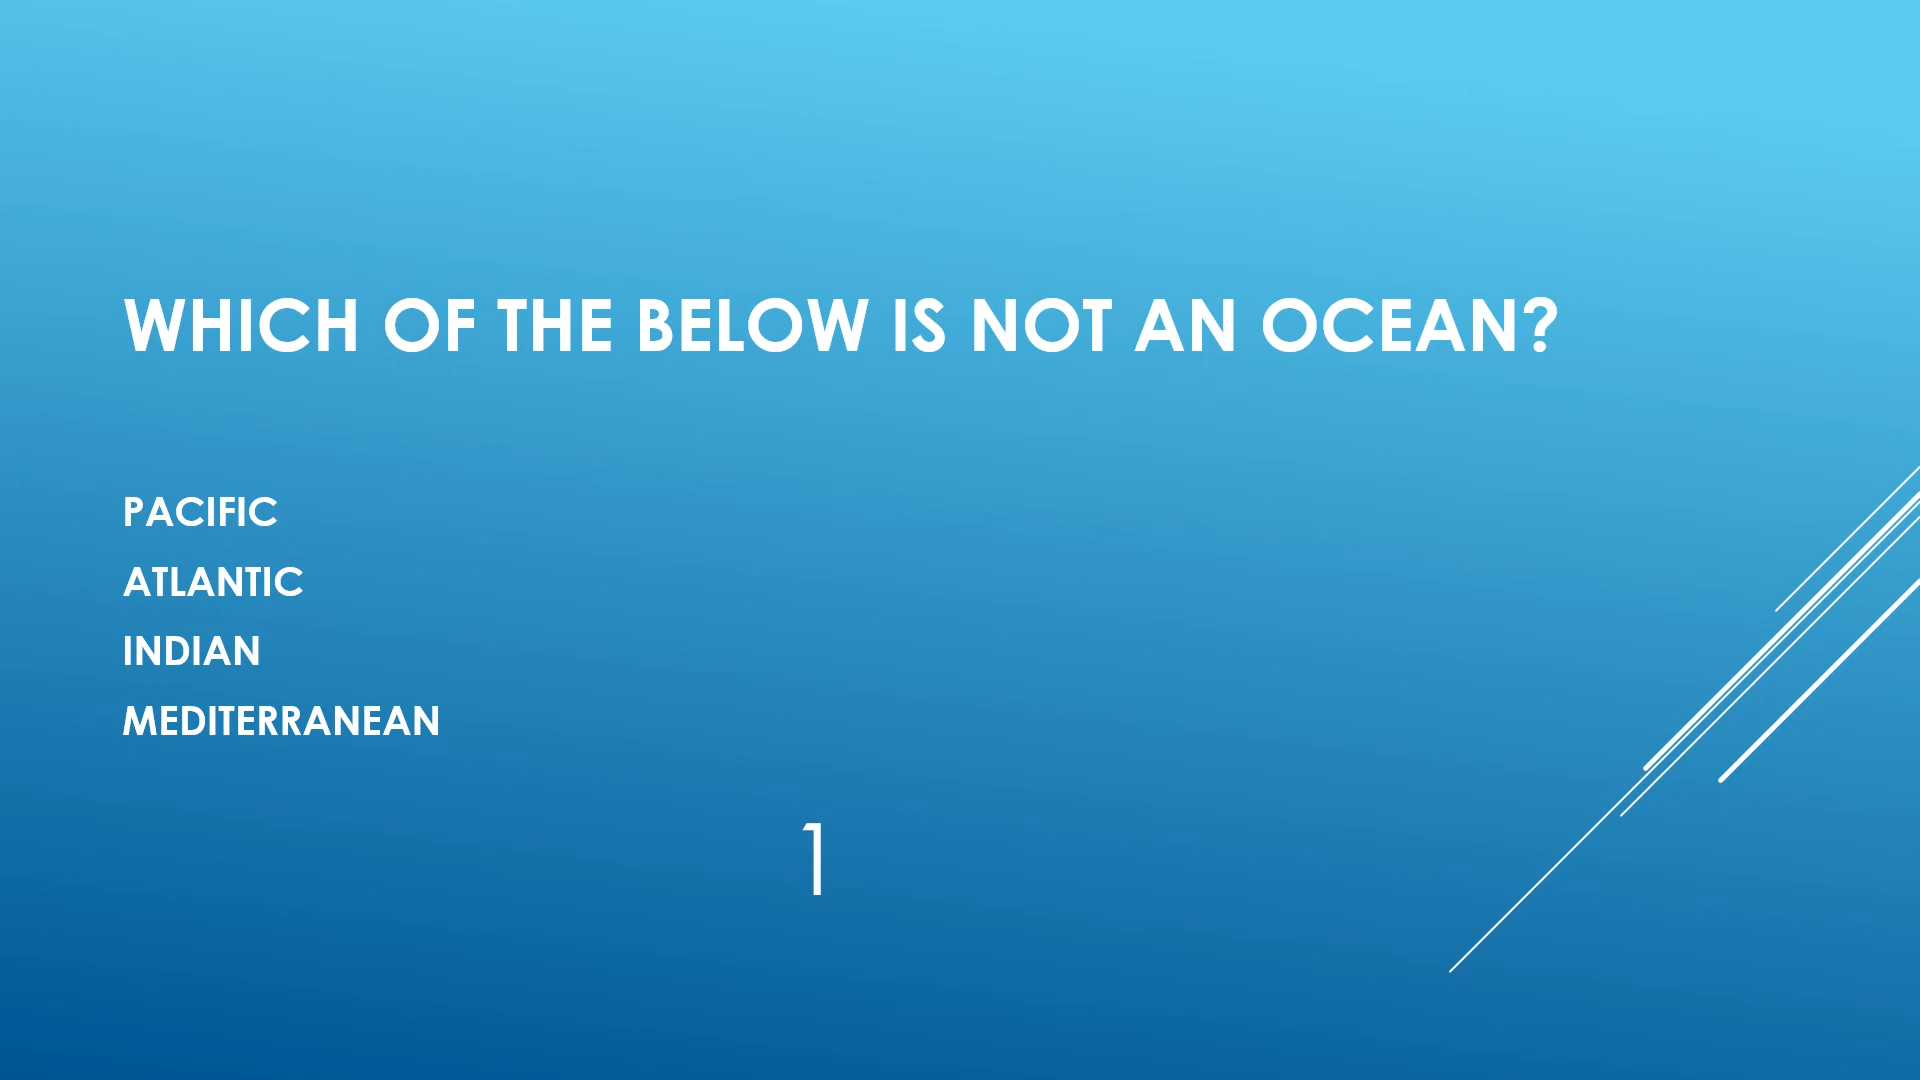 WHICH OF THE BELOW IS NOT AN OCEAN?
PACIFIC
ATLANTIC
INDIAN
MEDITERRANEAN
1